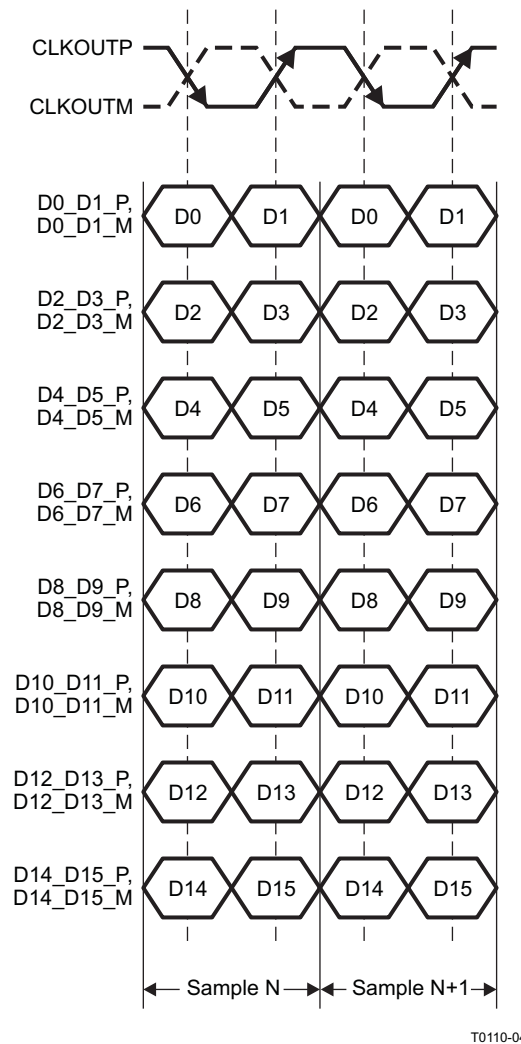 CLKOUTP
CLKOUTM
D0_D1_P,
D0_D1_M
D0 D1 D0 D1
D2_D3_P,
D2_D3_M
D2 D3 D2 D3
D4_D5_P,
D4_D5_M
D4 D5 D4 D5
D6_D7_P,
D6_D7_M
D6 D7 D6 D7
D8_D9_P,
D8_D9_M
D8 D9 D8 D9
D10_D11_P,
D10_D11_M
D10 D11 D10 D11
D12_D13_P,
D12_D13_M
D12 D13 D12 D13
D14_D15_P,
D14_D15_M
D14 D15 D14 D15
Sample N Sample N+1
T0110-04